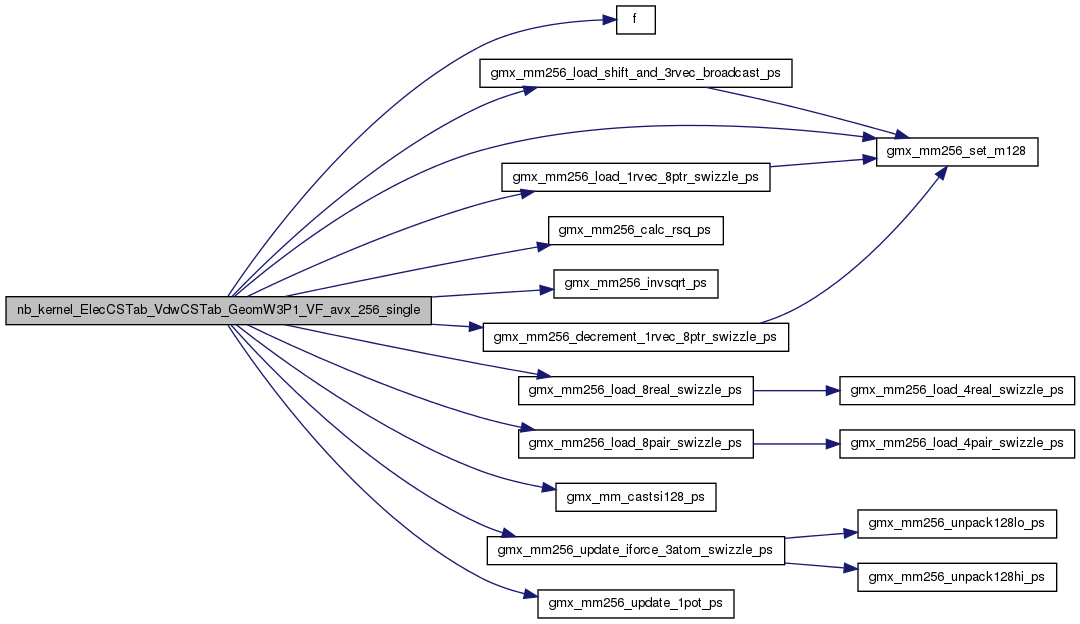 f
gmx_mm256_load_shift_and_3rvec_broadcast_ps
gmx_mm256_set_m128
gmx_mm256_load_1rvec_8ptr_swizzle_ps
gmx_mm256_calc_rsq_ps
gmx_mm256_invsqrt_ps
nb_kernel_ElecCSTab_VdwCSTab_GeomW3P1_VF_avx_256_single
gmx_mm256_decrement_1rvec_8ptr_swizzle_ps
gmx_mm256_load_8real_swizzle_ps
gmx_mm256_load_4real_swizzle_ps
gmx_mm256_load_8pair_swizzle_ps
gmx_mm256_load_4pair_swizzle_ps
gmx_mm_castsi128_ps
gmx_mm256_unpack128lo_ps
gmx_mm256_update_iforce_3atom_swizzle_ps
gmx_mm256_unpack128hi_ps
gmx_mm256_update_1pot_ps